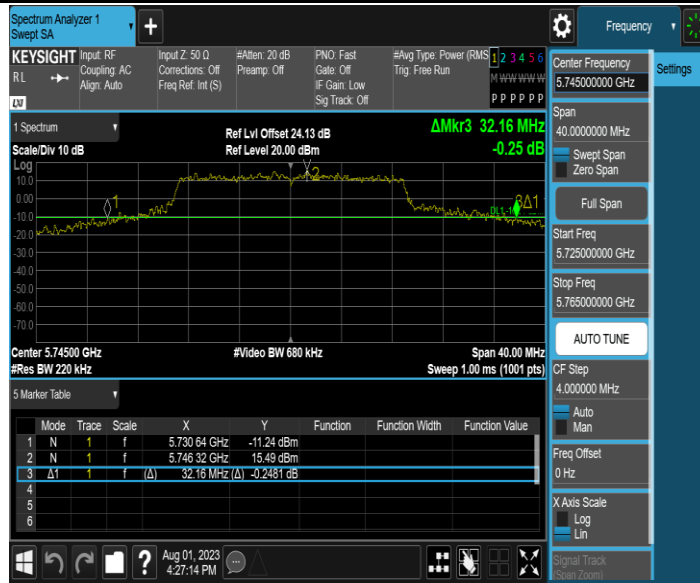 Spectrum Analyzer 1
Swept SA
+
Frequency
KEYSIGHT
RL
LXI
Input: RF
Coupling: AC
Align: Auto
Input Z: 50 Ω
Corrections: Off
Freq Ref: Int (S)
#Atten: 20 dB
Preamp: Off
PNO: Fast
Gate: Off
IF Gain: Low
Sig Track: Off
#Avg Type: Power (RMS
Trig: Free Run
1 2 3 4 5 6
M W W W W W
P P P P P P
Center Frequency
5.745000000 GHz
Settings
Span
40.0000000 MHz
Swept Span
Zero Span
Full Span
Start Freq
5.725000000 GHz
Stop Freq
5.765000000 GHz
AUTO TUNE
CF Step
4.000000 MHz
Auto
Man
Freq Offset
0 Hz
X Axis Scale
Log
Lin
Signal Track
(Span Zoom)
1 Spectrum
Scale/Div 10 dB
Ref Lvl Offset 24.13 dB
Ref Level 20.00 dBm
ΔMkr3 32.16 MHz
-0.25 dB
Log
10.0
0.00
-10.0
-20.0
-30.0
-40.0
-50.0
-60.0
-70.0
1
2
3Δ1
Center 5.74500 GHz
#Video BW 680 kHz
Span 40.00 MHz
#Res BW 220 kHz
Sweep 1.00 ms (1001 pts)
5 Marker Table
Mode Trace Scale X Y Function Function Width Function Value
1 N 1 f 5.730 64 GHz -11.24 dBm
2 N 1 f 5.746 32 GHz 15.49 dBm
3 Δ1 1 f (Δ) 32.16 MHz (Δ) -0.2481 dB
4
5
6
?
Aug 01, 2023
4:27:14 PM